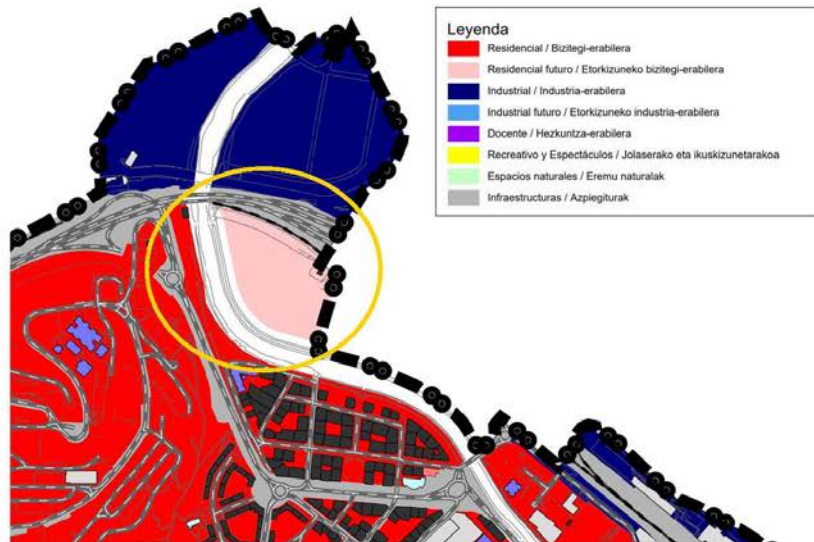 Leyenda
Residencial / Bizitegi-erabilera
Residencial futuro / Etorkizuneko bizitegi-erabilera
Industrial / Industria-erabilera
Industrial futuro / Etorkizuneko industria-erabilera
Docente / Hezkuntza-erabilera
Recreativo y Espectáculos / Jolaserako eta ikuskizunetarakoa
Espacios naturales / Eremu naturalak
Infraestructuras / Azpiegiturak